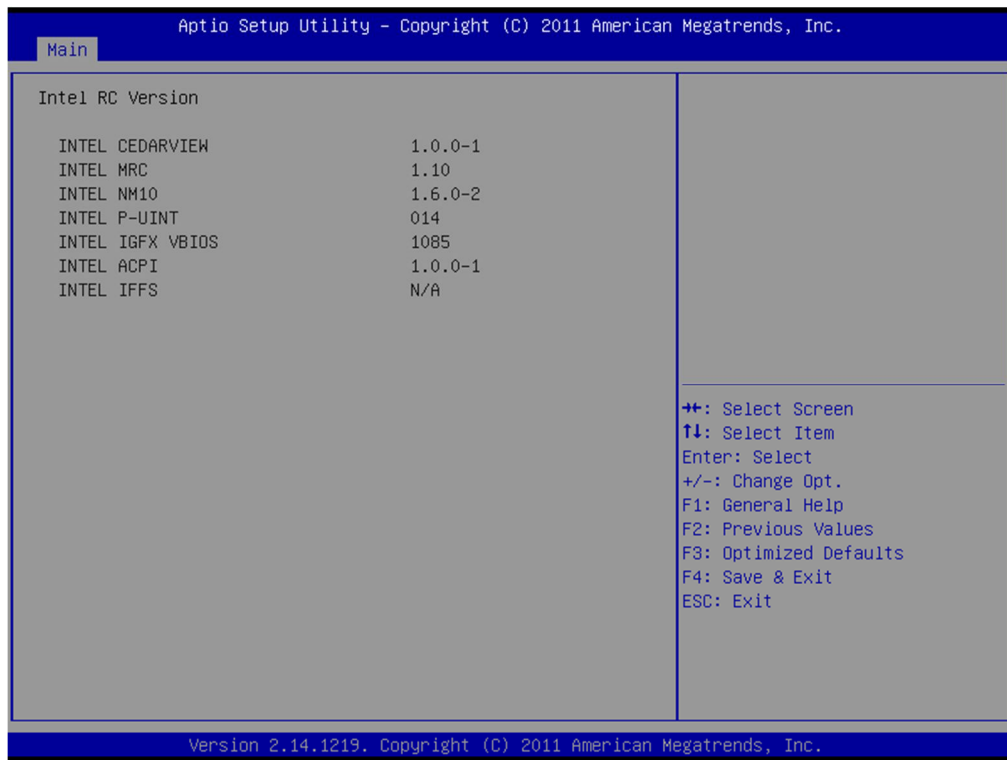 Aptio Setup Utility – Copyright (C) 2011 American Megatrends, Inc.
Main
Intel RC Version
INTEL CEDARVIEW 1.0.0-1
INTEL MRC 1.10
INTEL NM10 1.6.0-2
INTEL P-UINT 014
INTEL IGFX VBIOS 1085
INTEL ACPI 1.0.0-1
INTEL IFFS N/A
→←: Select Screen
↑↓: Select Item
Enter: Select
+/-: Change Opt.
F1: General Help
F2: Previous Values
F3: Optimized Defaults
F4: Save & Exit
ESC: Exit
Version 2.14.1219. Copyright (C) 2011 American Megatrends, Inc.